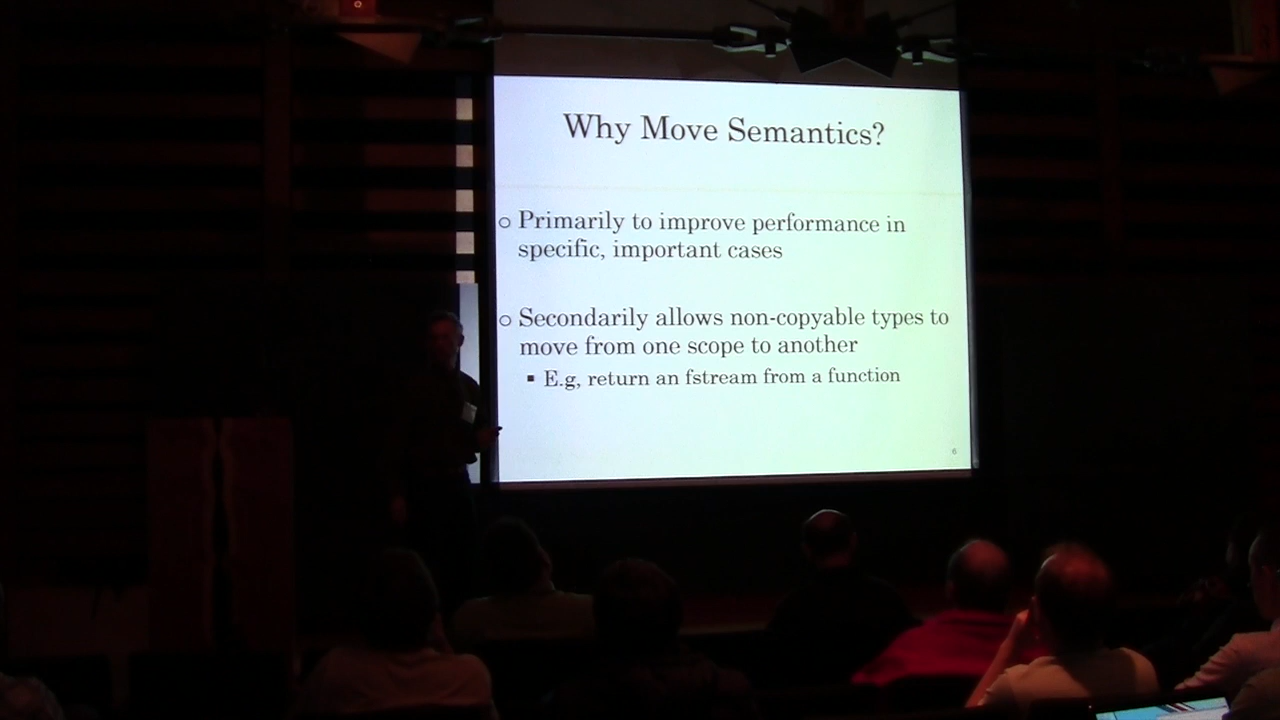 Why Move Semantics?
○ Primarily to improve performance in
specific, important cases
○ Secondarily allows non-copyable types to
move from one scope to another
▪ E.g, return an fstream from a function
6